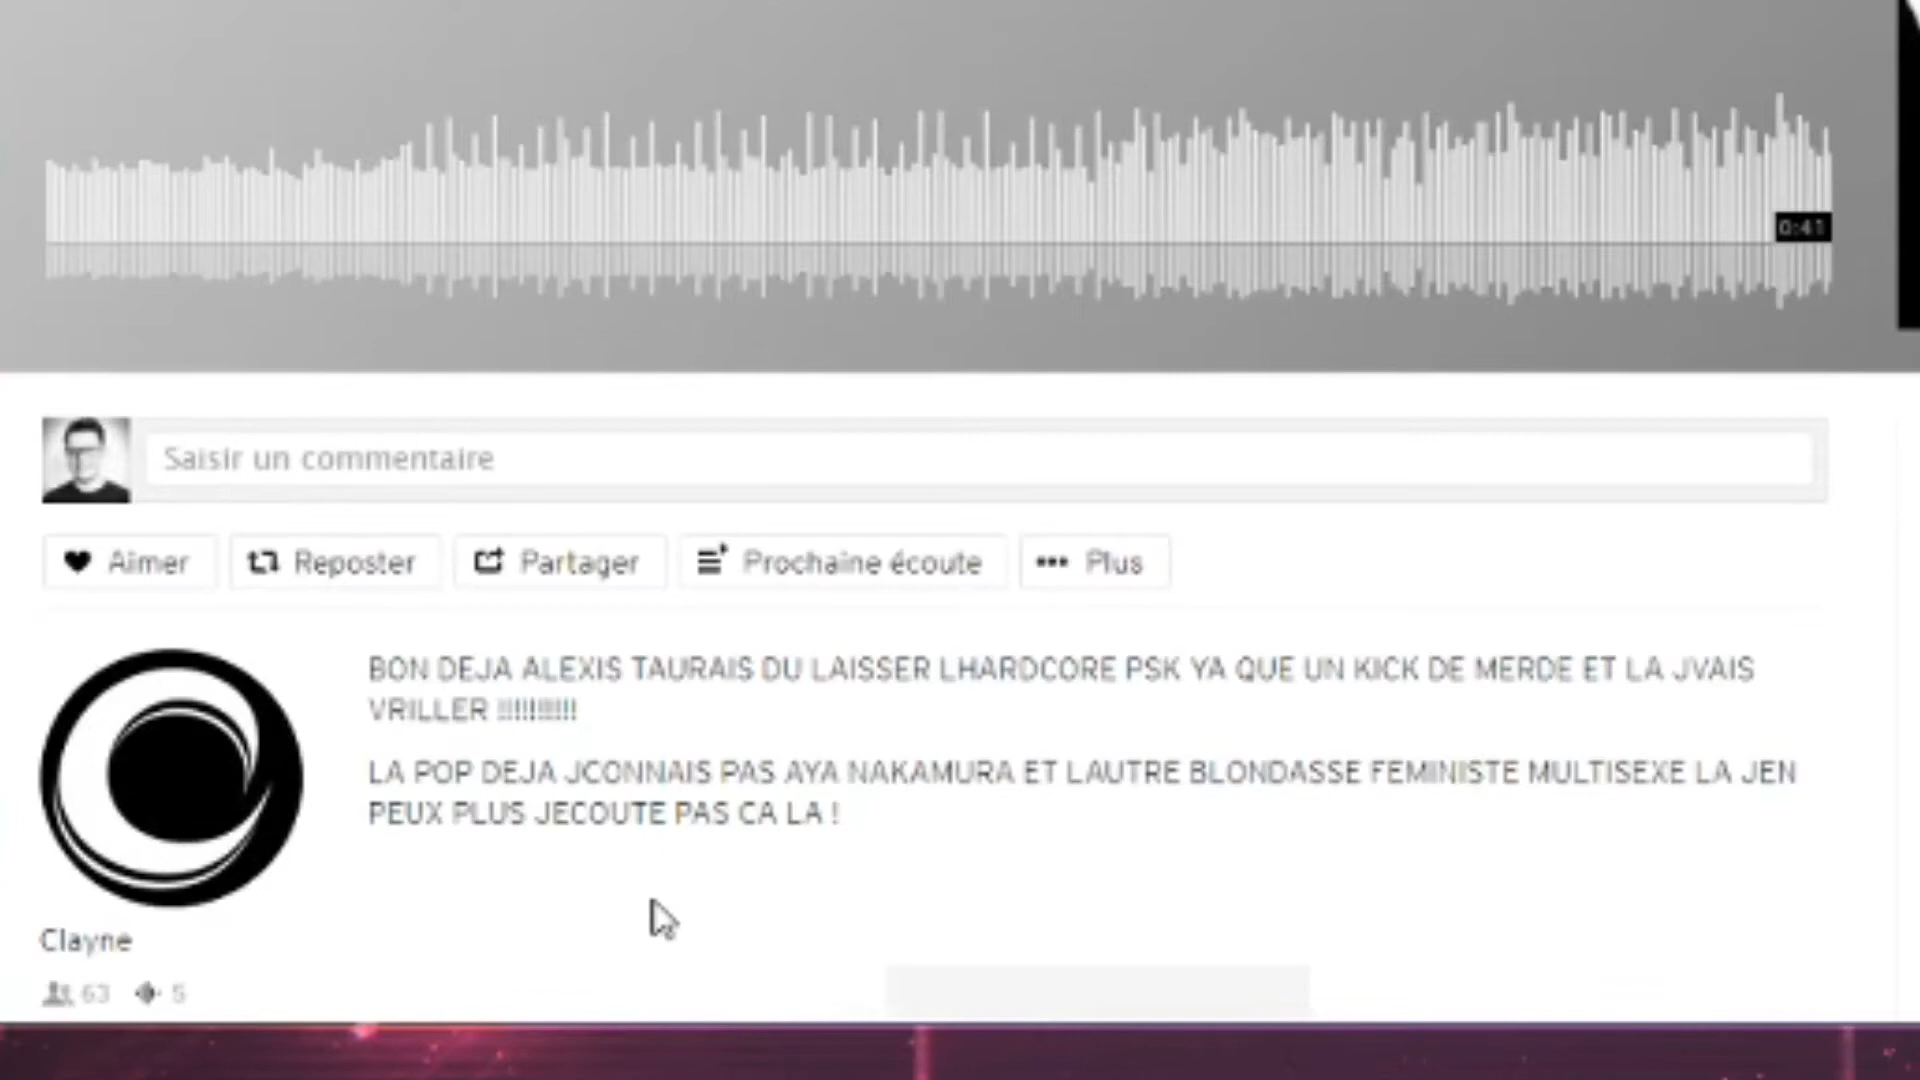 0:41
Saisir un commentaire
Aimer
Reposter
Partager
Prochaine écoute
Plus
BON DEJA ALEXIS TAURAIS DU LAISSER LHARDCORE PSK YA QUE UN KICK DE MERDE ET LA JVAIS
VRILLER !!!!!!!!!!!
LA POP DEJA JCONNAIS PAS AYA NAKAMURA ET LAUTRE BLONDASSE FEMINISTE MULTISEXE LA JEN
PEUX PLUS JECOUTE PAS CA LA !
Clayne
63 5